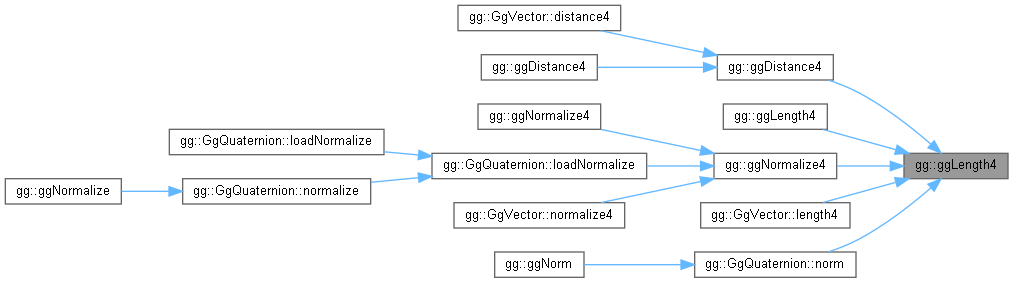 gg::GgVector::distance4
gg::ggDistance4
gg::ggDistance4
gg::ggNormalize4
gg::ggLength4
gg::GgQuaternion::loadNormalize
gg::GgQuaternion::loadNormalize
gg::ggNormalize4
gg::ggLength4
gg::ggNormalize
gg::GgQuaternion::normalize
gg::GgVector::normalize4
gg::GgVector::length4
gg::ggNorm
gg::GgQuaternion::norm